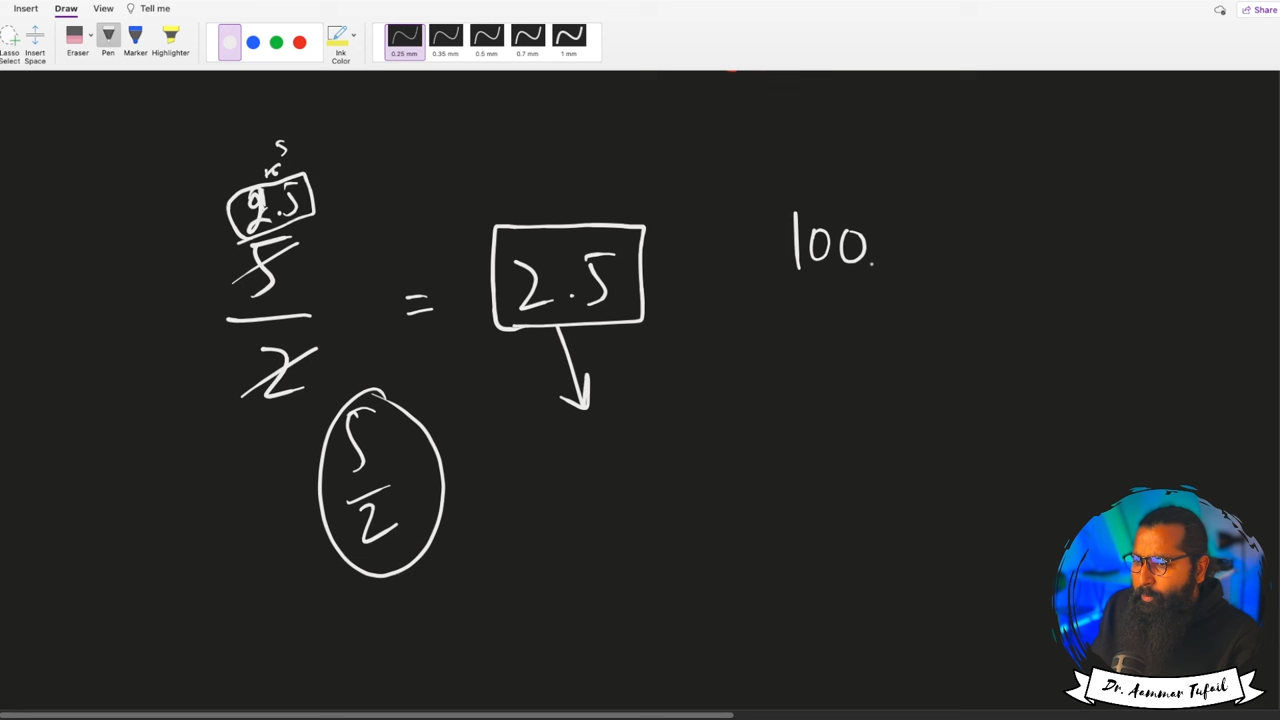 Insert View Tell me
Draw
Share
Lasso Select
Insert Space
Eraser
Pen
Marker
Highlighter
Ink Color
0.25 mm
0.35 mm
0.5 mm
0.7 mm
1 mm
5
2.5
5
2
=
2.5
100.
5
2
Dr. Aammar Tufail